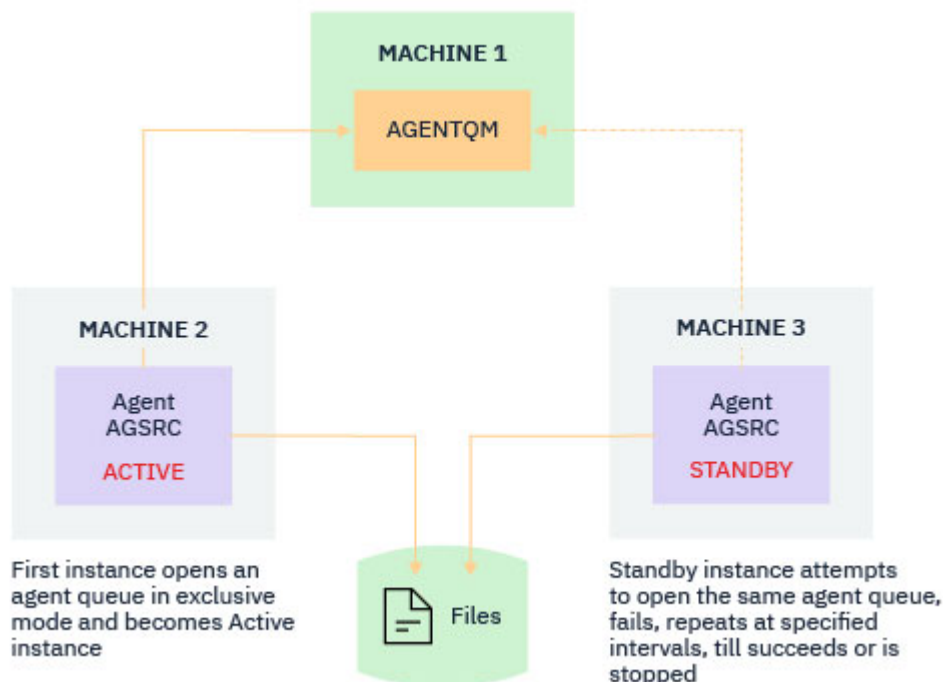 MACHINE 1
AGENTQM
MACHINE 2
Agent
AGSRC
ACTIVE
MACHINE 3
Agent
AGSRC
STANDBY
First instance opens an
agent queue in exclusive
mode and becomes Active
instance
Files
Standby instance attempts
to open the same agent queue,
fails, repeats at specified
intervals, till succeeds or is
stopped